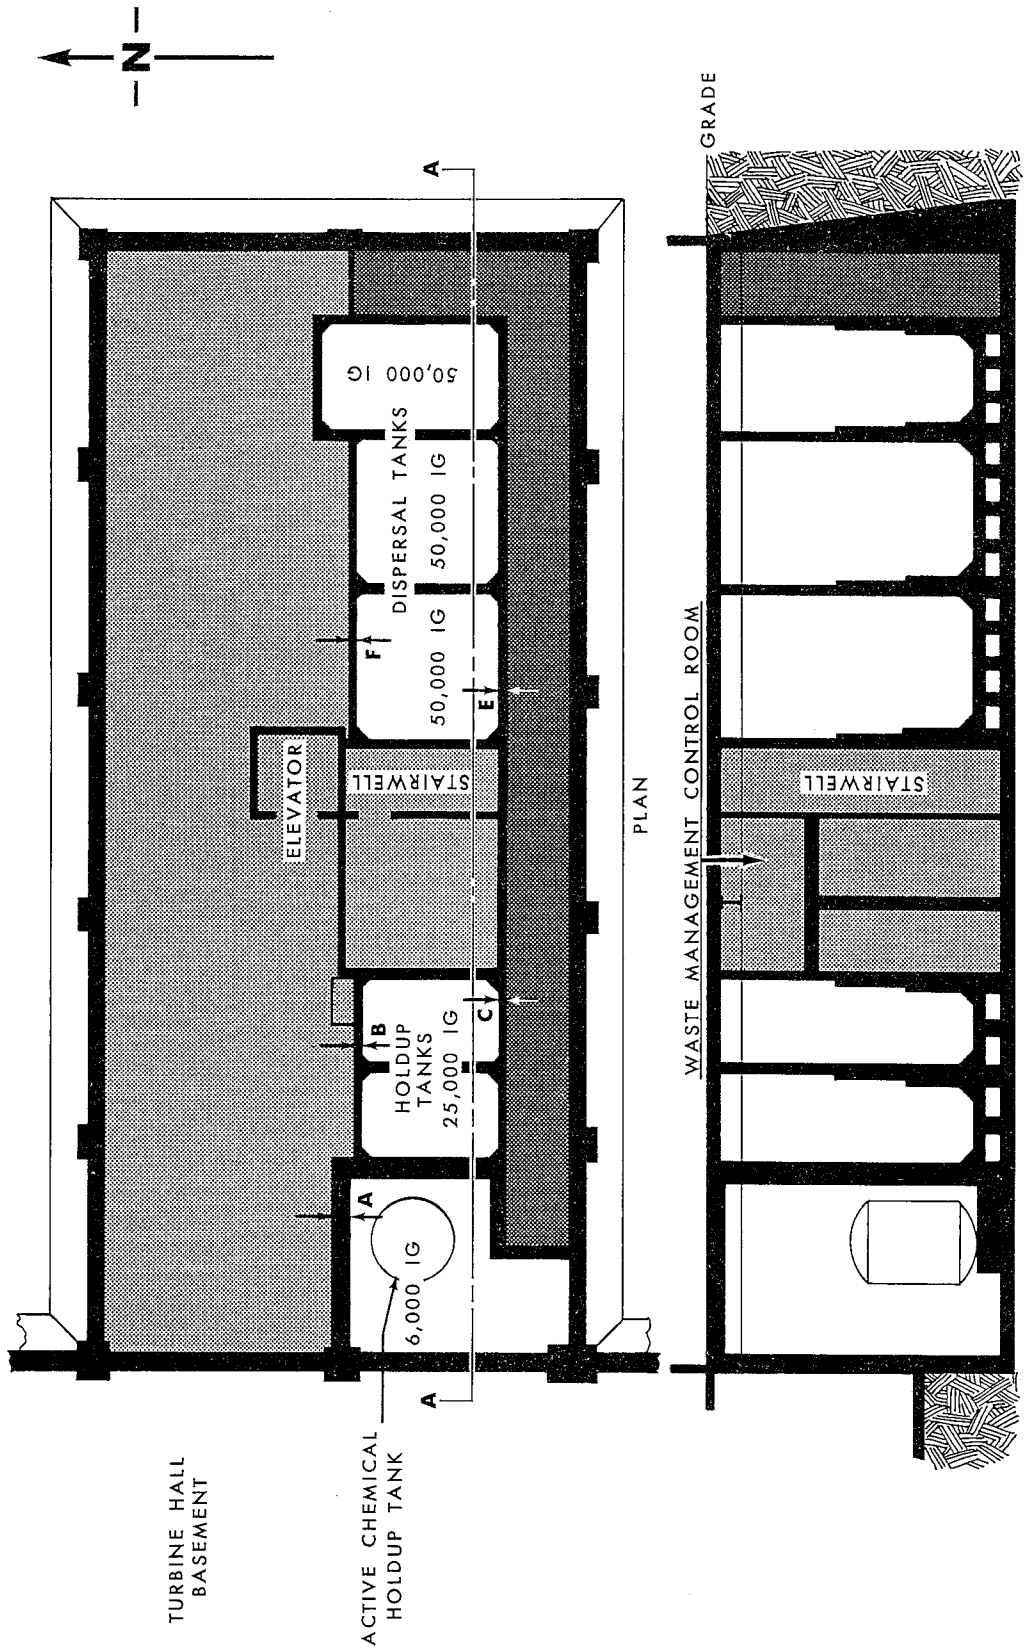 N
A
A
GRADE
50,000 IG
DISPERSAL TANKS
50,000 IG
50,000 IG
F
E
ELEVATOR
STAIRWELL
B
C
HOLDUP
TANKS
25,000 IG
A
6,000 IG
TURBINE HALL
BASEMENT
ACTIVE CHEMICAL
HOLDUP TANK
PLAN
WASTE MANAGEMENT CONTROL ROOM
STAIRWELL